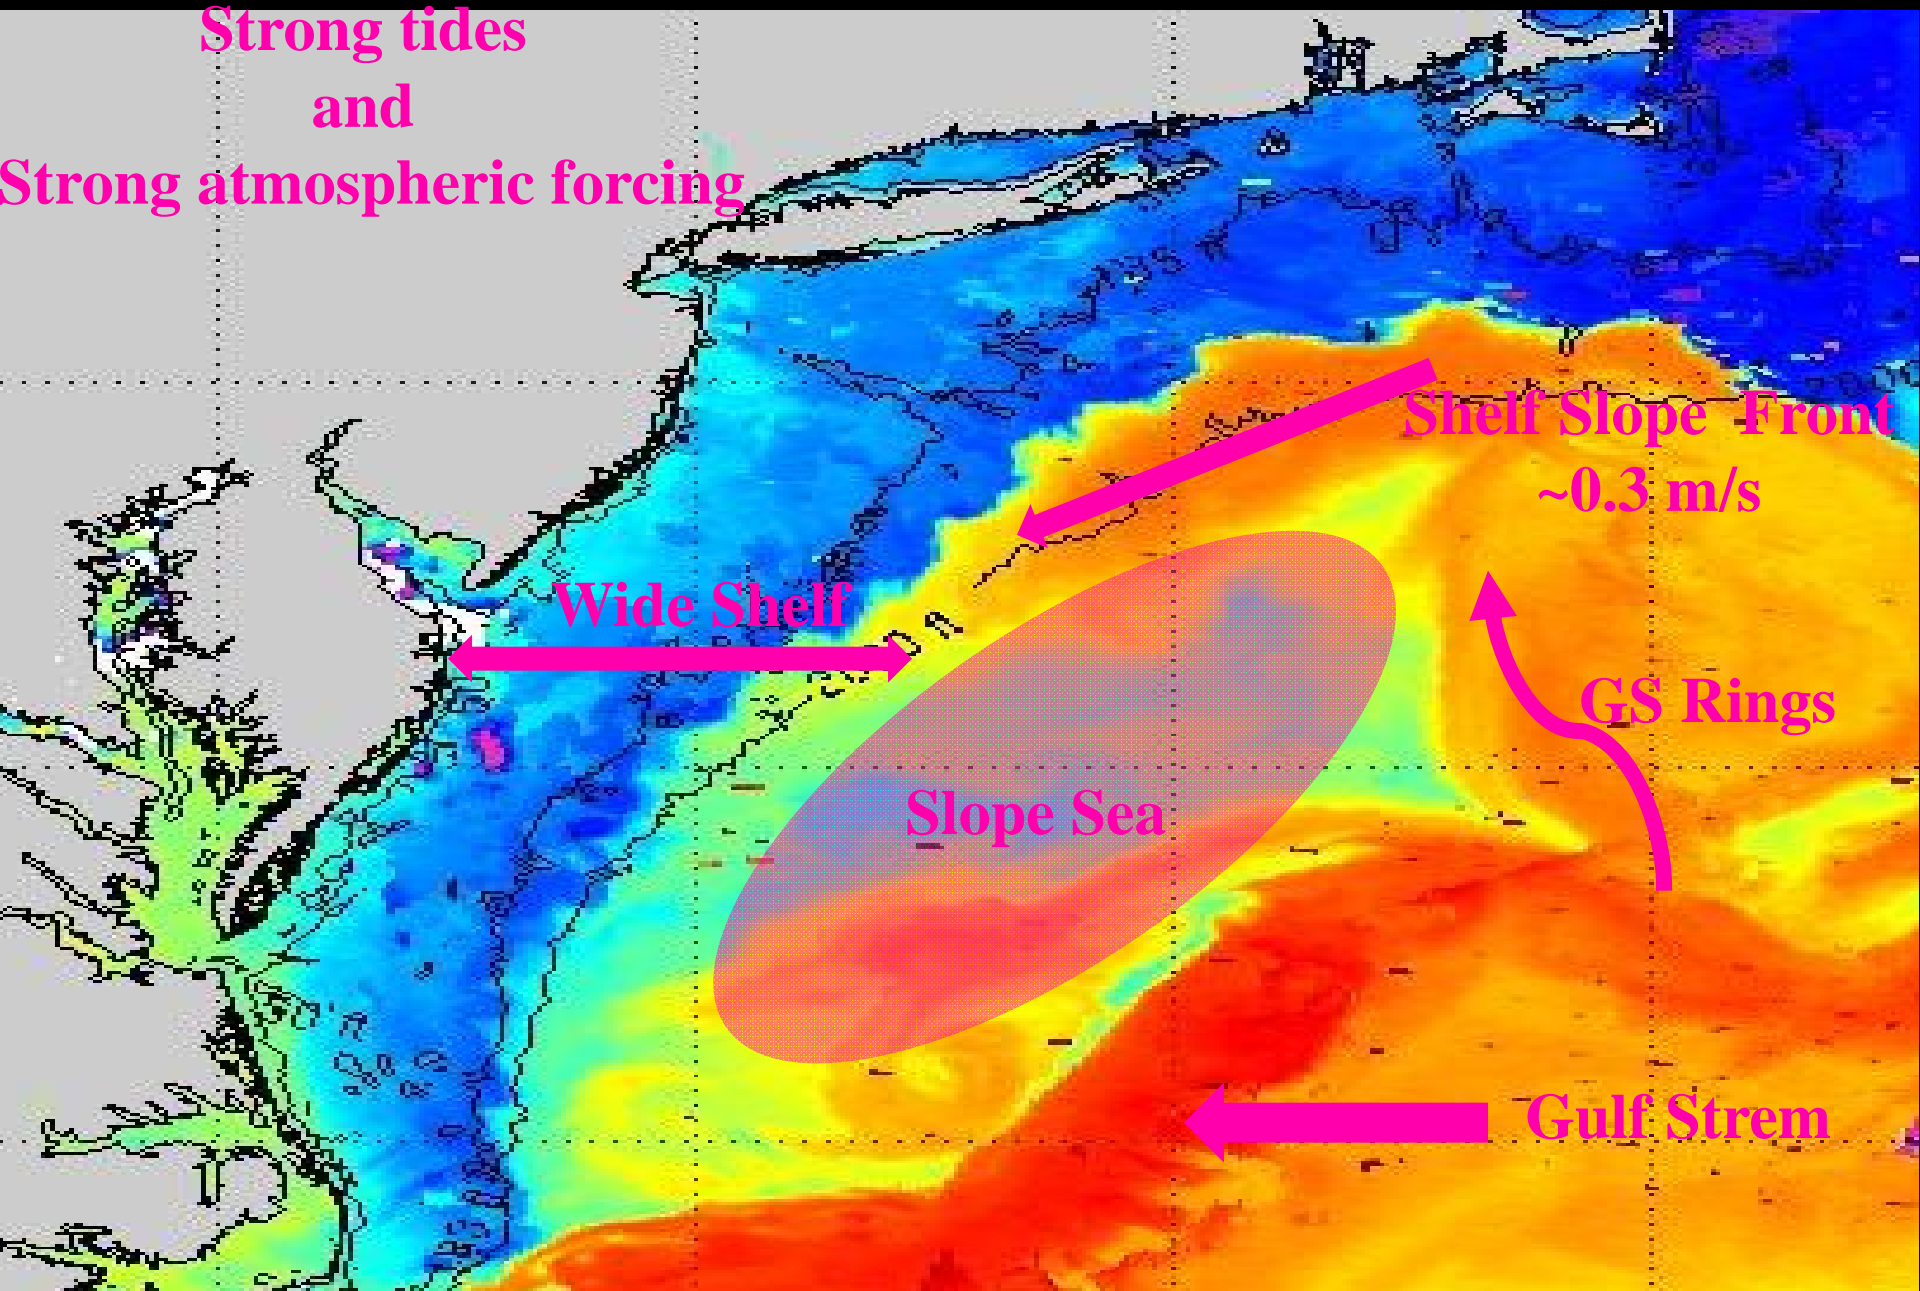 Strong tides
and
Strong atmospheric forcing
Shelf Slope Front
~0.3 m/s
Wide Shelf
GS Rings
Slope Sea
Gulf Strem